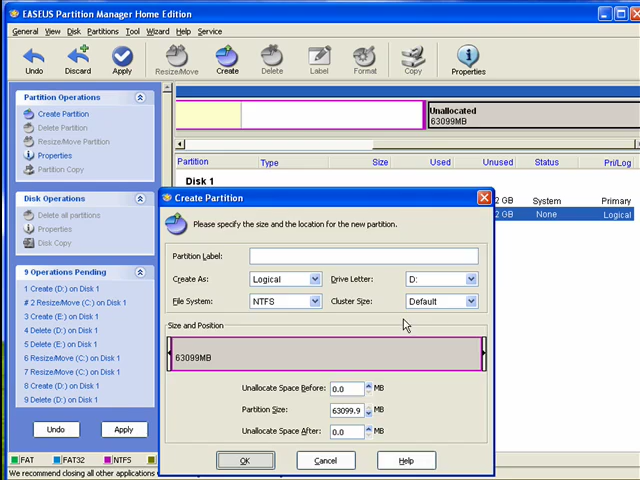 EASEUS Partition Manager Home Edition
General View Disk Partitions Tool Wizard Help Service
Undo Discard Apply Resize/Move Create Delete Label Format Copy Properties
Partition Operations
Create Partition
Delete Partition
Resize/Move Partition
Properties
Partition Copy
Disk Operations
Delete all partitions
Properties
Disk Copy
9 Operations Pending
1 Create (D:) on Disk 1
# 2 Resize/Move (C:) on Disk 1
3 Create (E:) on Disk 1
4 Delete (D:) on Disk 1
5 Delete (E:) on Disk 1
6 Resize/Move (C:) on Disk 1
7 Resize/Move (C:) on Disk 1
8 Create (D:) on Disk 1
9 Delete (D:) on Disk 1
Undo Apply
FAT FAT32 NTFS
We recommend closing all other applications
Unallocated
63099MB
Partition Type Size Used Unused Status Pri/Log
Disk 1
2 GB System Primary
2 GB None Logical
Create Partition
Please specify the size and the location for the new partition.
Partition Label:
Create As: Logical Drive Letter: D:
File System: NTFS Cluster Size: Default
Size and Position
63099MB
Unallocate Space Before: 0.0 MB
Partition Size: 63099.9 MB
Unallocate Space After: 0.0 MB
OK Cancel Help